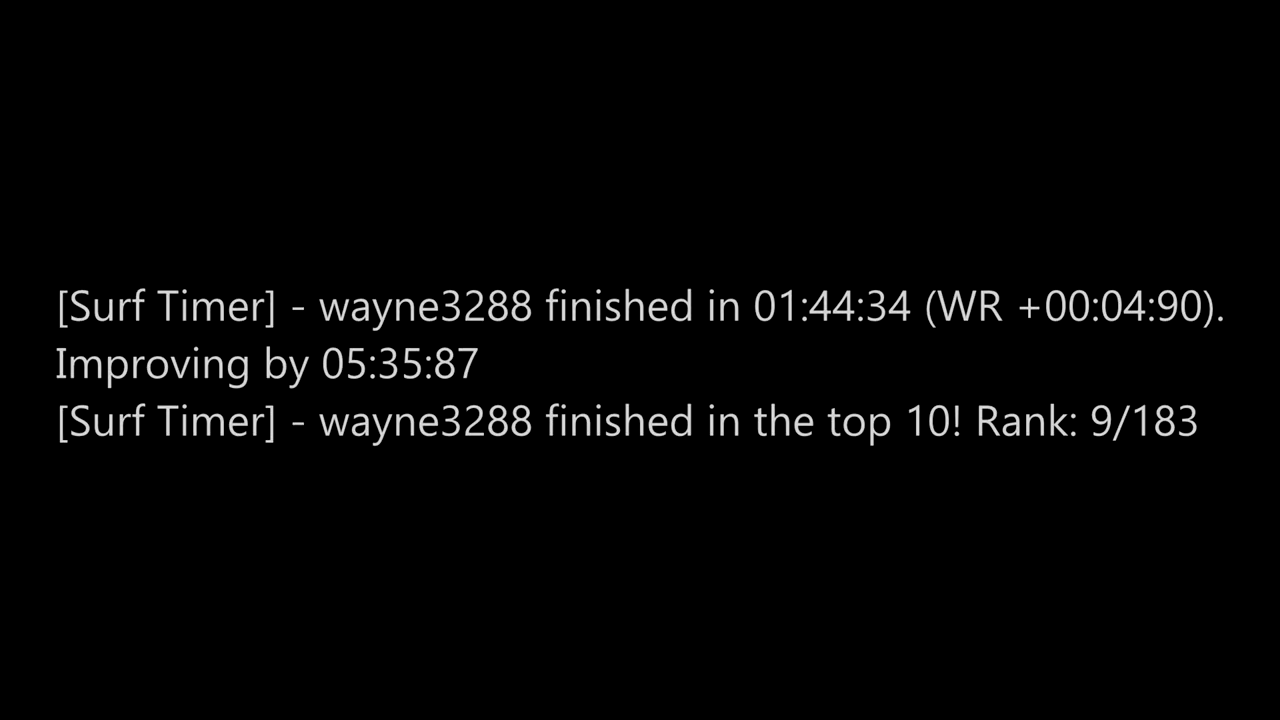 [Surf Timer] - wayne3288 finished in 01:44:34 (WR +00:04:90).
Improving by 05:35:87
[Surf Timer] - wayne3288 finished in the top 10! Rank: 9/183